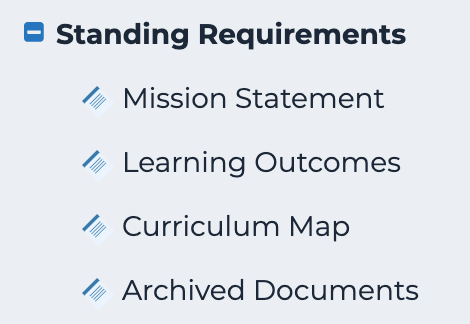 Standing Requirements
Mission Statement
Learning Outcomes
Curriculum Map
Archived Documents